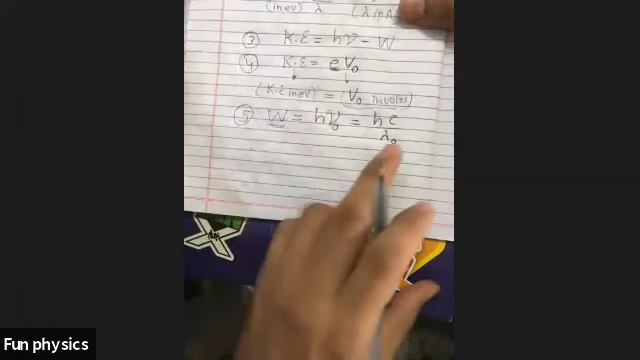 (in ev) λ (λ in A
③ K.E = hν - W
④ K.E = eV₀
(K.E in ev) = V₀ in volts
⑤ W = hν₀ = hc
λ₀
Fun physics